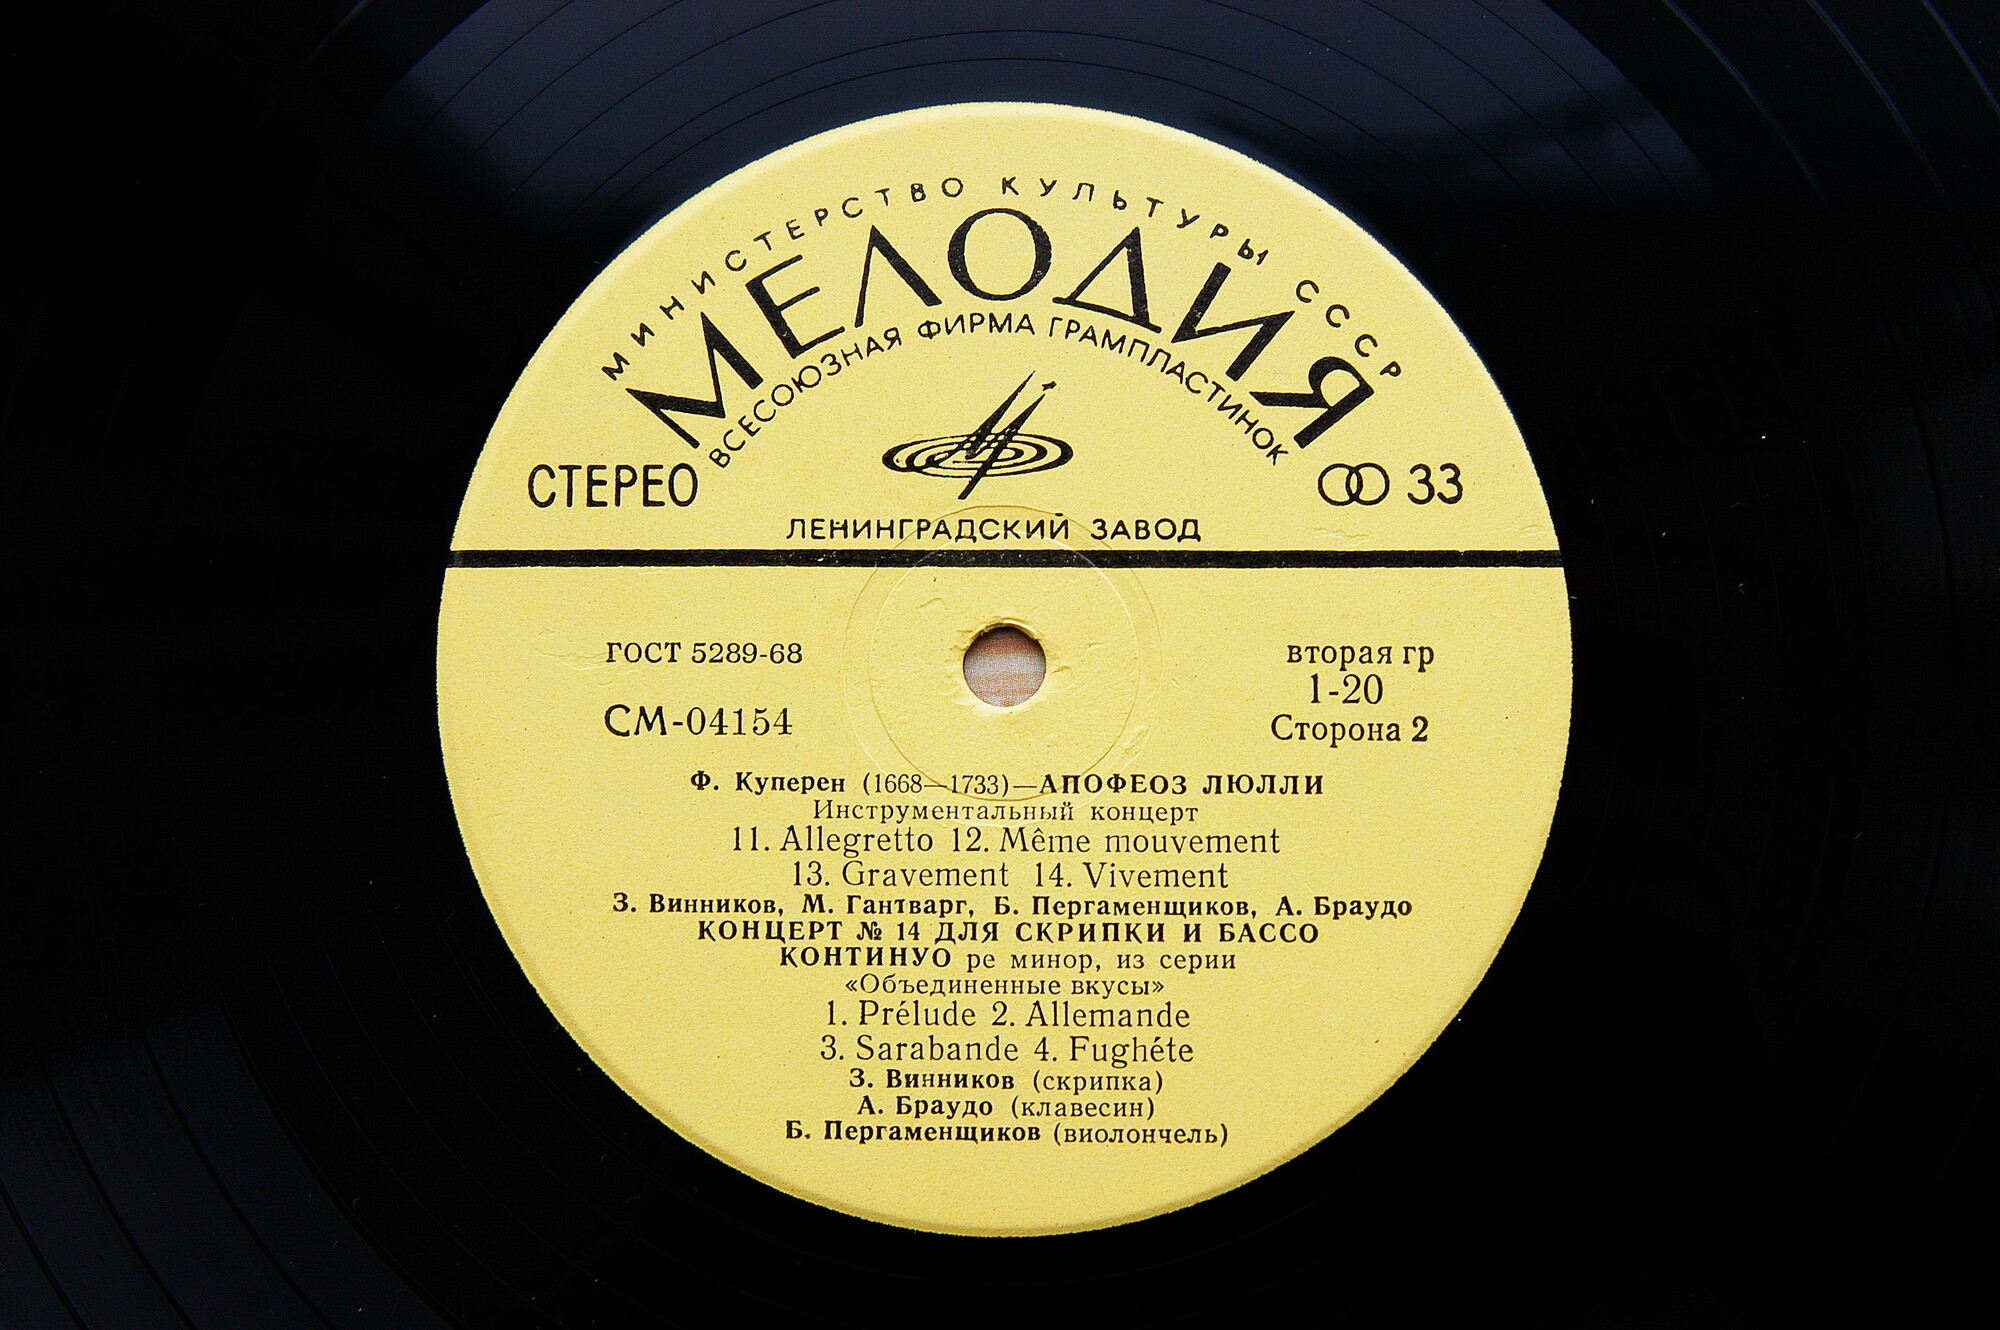 МИНИСТЕРСТВО КУЛЬТУРЫ СССР
МЕЛОДИЯ
ВСЕСОЮЗНАЯ ФИРМА ГРАМПЛАСТИНОК
СТЕРЕО
33
ЛЕНИНГРАДСКИЙ ЗАВОД
ГОСТ 5289-68
СМ-04154
вторая гр
1-20
Сторона 2
Ф. Куперен (1668—1733)—АПОФЕОЗ ЛЮЛЛИ
Инструментальный концерт
11. Allegretto 12. Même mouvement
13. Gravement 14. Vivement
З. Винников, М. Гантварг, Б. Пергаменщиков, А. Браудо
КОНЦЕРТ № 14 ДЛЯ СКРИПКИ И БАССО
КОНТИНУО ре минор, из серии
«Объединенные вкусы»
1. Prélude 2. Allemande
3. Sarabande 4. Fughéte
З. Винников (скрипка)
А. Браудо (клавесин)
Б. Пергаменщиков (виолончель)